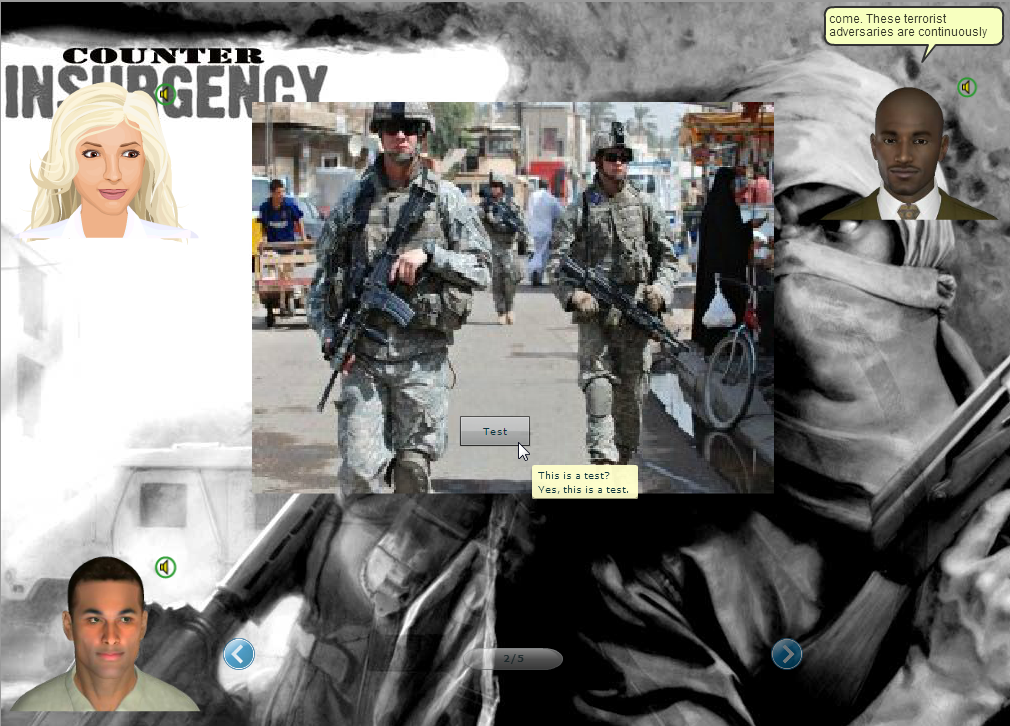 come. These terrorist
adversaries are continuously
COUNTER
INSURGENCY
Test
This is a test?
Yes, this is a test.
2/5